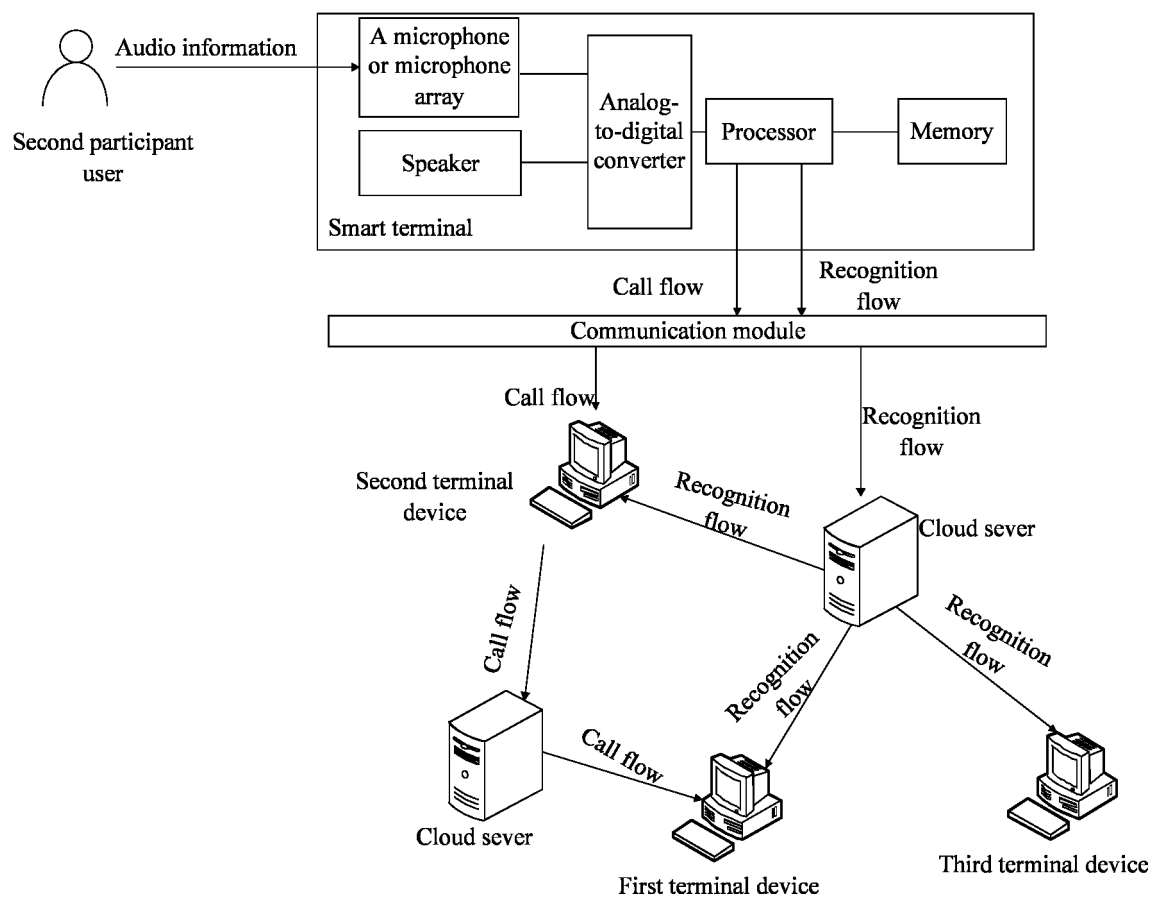 Audio information
Second participant
user
A microphone
or microphone
array
Speaker
Analog-
to-digital
converter
Processor
Memory
Smart terminal
Call flow
Recognition
flow
Communication module
Call flow
Recognition
flow
Second terminal
device
Recognition
flow
Cloud sever
Call flow
Recognition
flow
Recognition
flow
Cloud sever
Call flow
First terminal device
Third terminal device